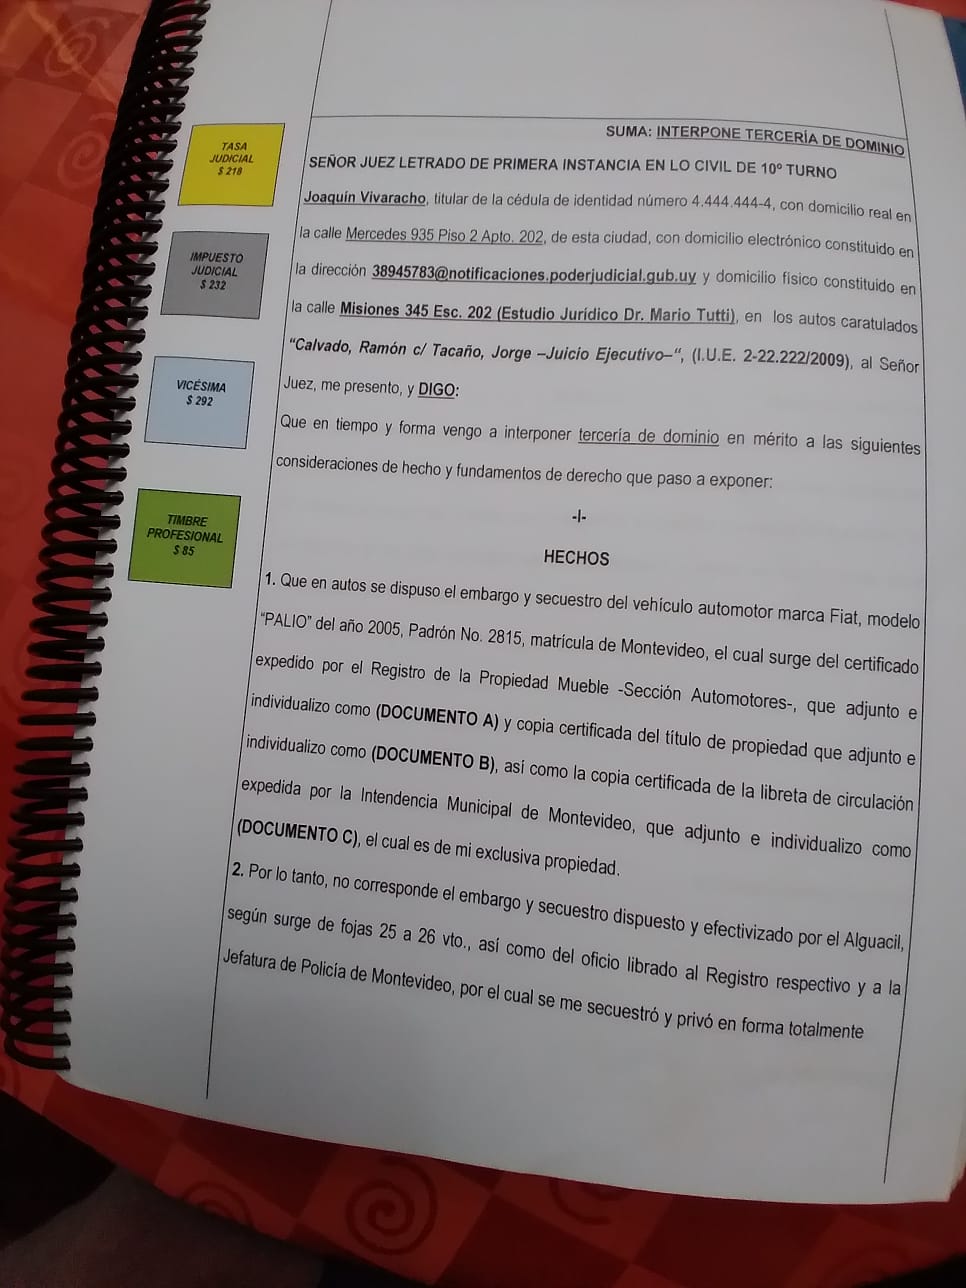 TASA
JUDICIAL
$ 218
IMPUESTO
JUDICIAL
$ 232
VICÉSIMA
$ 292
TIMBRE
PROFESIONAL
$ 85
SUMA: INTERPONE TERCERÍA DE DOMINIO
SEÑOR JUEZ LETRADO DE PRIMERA INSTANCIA EN LO CIVIL DE 10º TURNO
Joaquín Vivaracho, titular de la cédula de identidad número 4.444.444-4, con domicilio real en
la calle Mercedes 935 Piso 2 Apto. 202, de esta ciudad, con domicilio electrónico constituido en
la dirección 38945783@notificaciones.poderjudicial.gub.uy y domicilio físico constituido en
la calle Misiones 345 Esc. 202 (Estudio Jurídico Dr. Mario Tutti), en los autos caratulados
“Calvado, Ramón c/ Tacaño, Jorge –Juicio Ejecutivo–“, (I.U.E. 2-22.222/2009), al Señor
Juez, me presento, y DIGO:
Que en tiempo y forma vengo a interponer tercería de dominio en mérito a las siguientes
consideraciones de hecho y fundamentos de derecho que paso a exponer:
-I-
HECHOS
1. Que en autos se dispuso el embargo y secuestro del vehículo automotor marca Fiat, modelo
“PALIO” del año 2005, Padrón No. 2815, matrícula de Montevideo, el cual surge del certificado
expedido por el Registro de la Propiedad Mueble -Sección Automotores-, que adjunto e
individualizo como (DOCUMENTO A) y copia certificada del título de propiedad que adjunto e
individualizo como (DOCUMENTO B), así como la copia certificada de la libreta de circulación
expedida por la Intendencia Municipal de Montevideo, que adjunto e individualizo como
(DOCUMENTO C), el cual es de mi exclusiva propiedad.
2. Por lo tanto, no corresponde el embargo y secuestro dispuesto y efectivizado por el Alguacil,
según surge de fojas 25 a 26 vto., así como del oficio librado al Registro respectivo y a la
Jefatura de Policía de Montevideo, por el cual se me secuestró y privó en forma totalmente